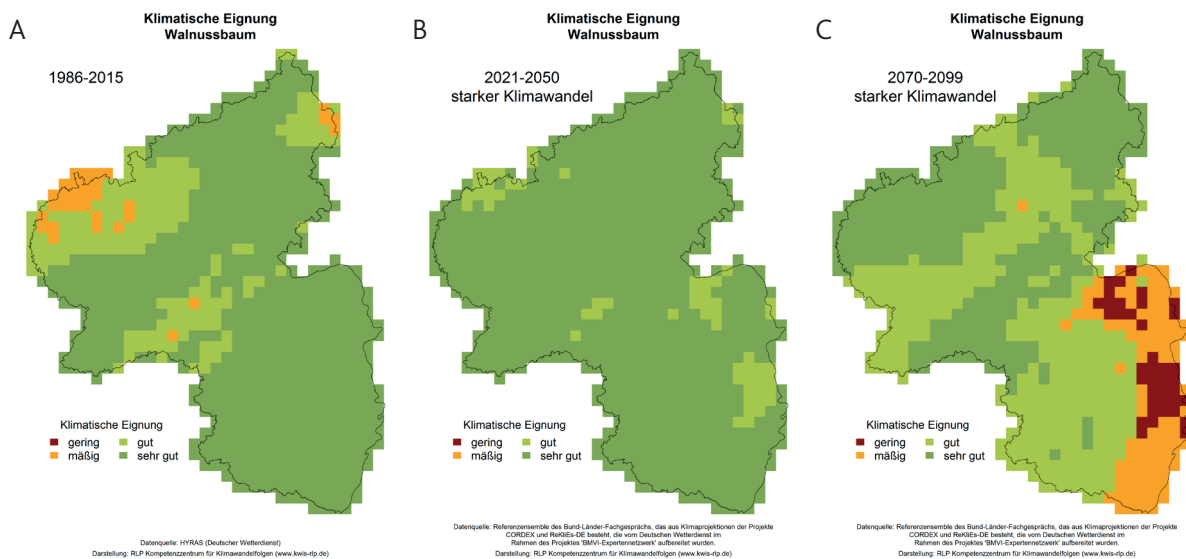 A
Klimatische Eignung
Walnussbaum
1986-2015
Klimatische Eignung
gering
gut
mäßig
sehr gut
Datenquelle: HYRAS (Deutscher Wetterdienst)
Darstellung: RLP Kompetenzzentrum für Klimawandelfolgen (www.kwis-rlp.de)
B
Klimatische Eignung
Walnussbaum
2021-2050
starker Klimawandel
Klimatische Eignung
gering
gut
mäßig
sehr gut
Datenquelle: Referenzensemble des Bund-Länder-Fachgesprächs, das aus Klimaprojektionen der Projekte
CORDEX und ReKliEs-DE besteht, die vom Deutschen Wetterdienst im
Rahmen des Projektes 'BMVI-Expertennetzwerk' aufbereitet wurden.
Darstellung: RLP Kompetenzzentrum für Klimawandelfolgen (www.kwis-rlp.de)
C
Klimatische Eignung
Walnussbaum
2070-2099
starker Klimawandel
Klimatische Eignung
gering
gut
mäßig
sehr gut
Datenquelle: Referenzensemble des Bund-Länder-Fachgesprächs, das aus Klimaprojektionen der Projekte
CORDEX und ReKliEs-DE besteht, die vom Deutschen Wetterdienst im
Rahmen des Projektes 'BMVI-Expertennetzwerk' aufbereitet wurden.
Darstellung: RLP Kompetenzzentrum für Klimawandelfolgen (www.kwis-rlp.de)